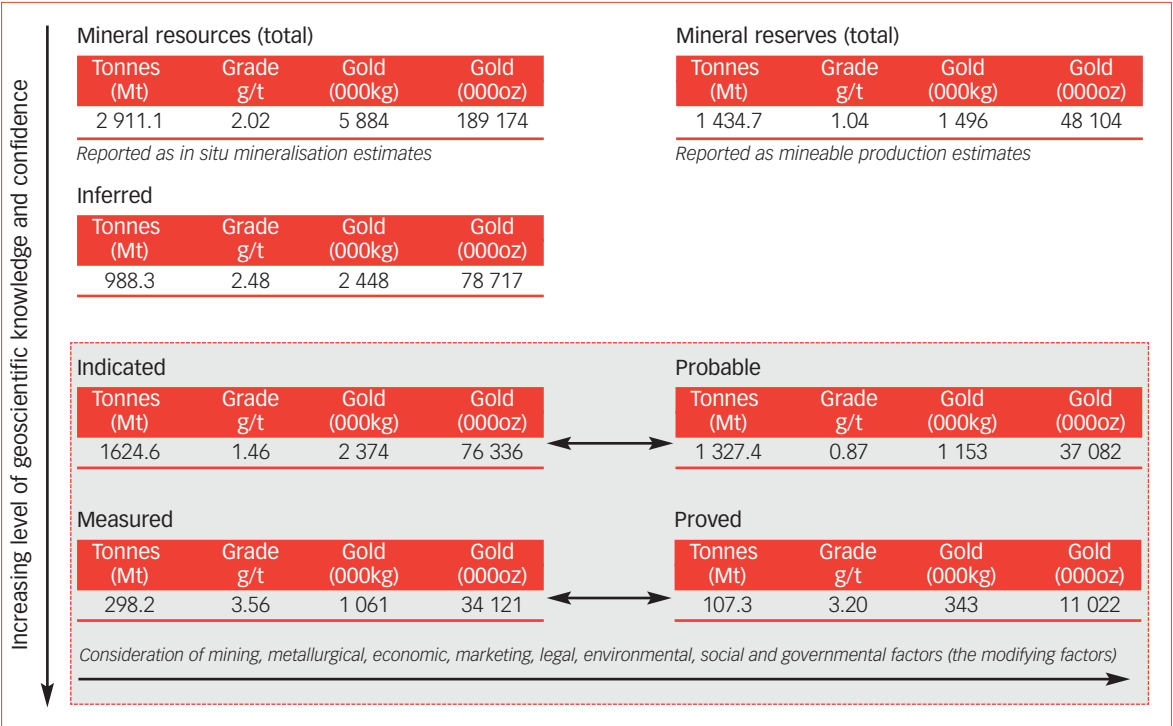 Increasing level of geoscientific knowledge and confidence
Mineral resources (total)
Tonnes (Mt) Grade g/t Gold (000kg) Gold (000oz)
2 911.1 2.02 5 884 189 174
Reported as in situ mineralisation estimates
Mineral reserves (total)
Tonnes (Mt) Grade g/t Gold (000kg) Gold (000oz)
1 434.7 1.04 1 496 48 104
Reported as mineable production estimates
Inferred
Tonnes (Mt) Grade g/t Gold (000kg) Gold (000oz)
988.3 2.48 2 448 78 717
Indicated
Tonnes (Mt) Grade g/t Gold (000kg) Gold (000oz)
1624.6 1.46 2 374 76 336
Probable
Tonnes (Mt) Grade g/t Gold (000kg) Gold (000oz)
1 327.4 0.87 1 153 37 082
Measured
Tonnes (Mt) Grade g/t Gold (000kg) Gold (000oz)
298.2 3.56 1 061 34 121
Proved
Tonnes (Mt) Grade g/t Gold (000kg) Gold (000oz)
107.3 3.20 343 11 022
Consideration of mining, metallurgical, economic, marketing, legal, environmental, social and governmental factors (the modifying factors)